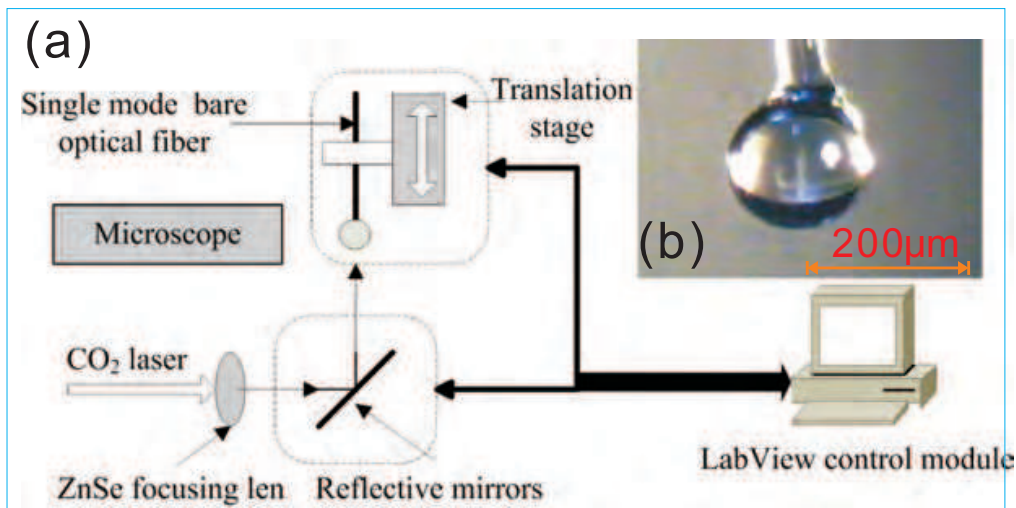 (a)
Single mode bare
optical fiber
Translation
stage
Microscope
(b)
200μm
CO₂ laser
ZnSe focusing len
Reflective mirrors
LabView control module